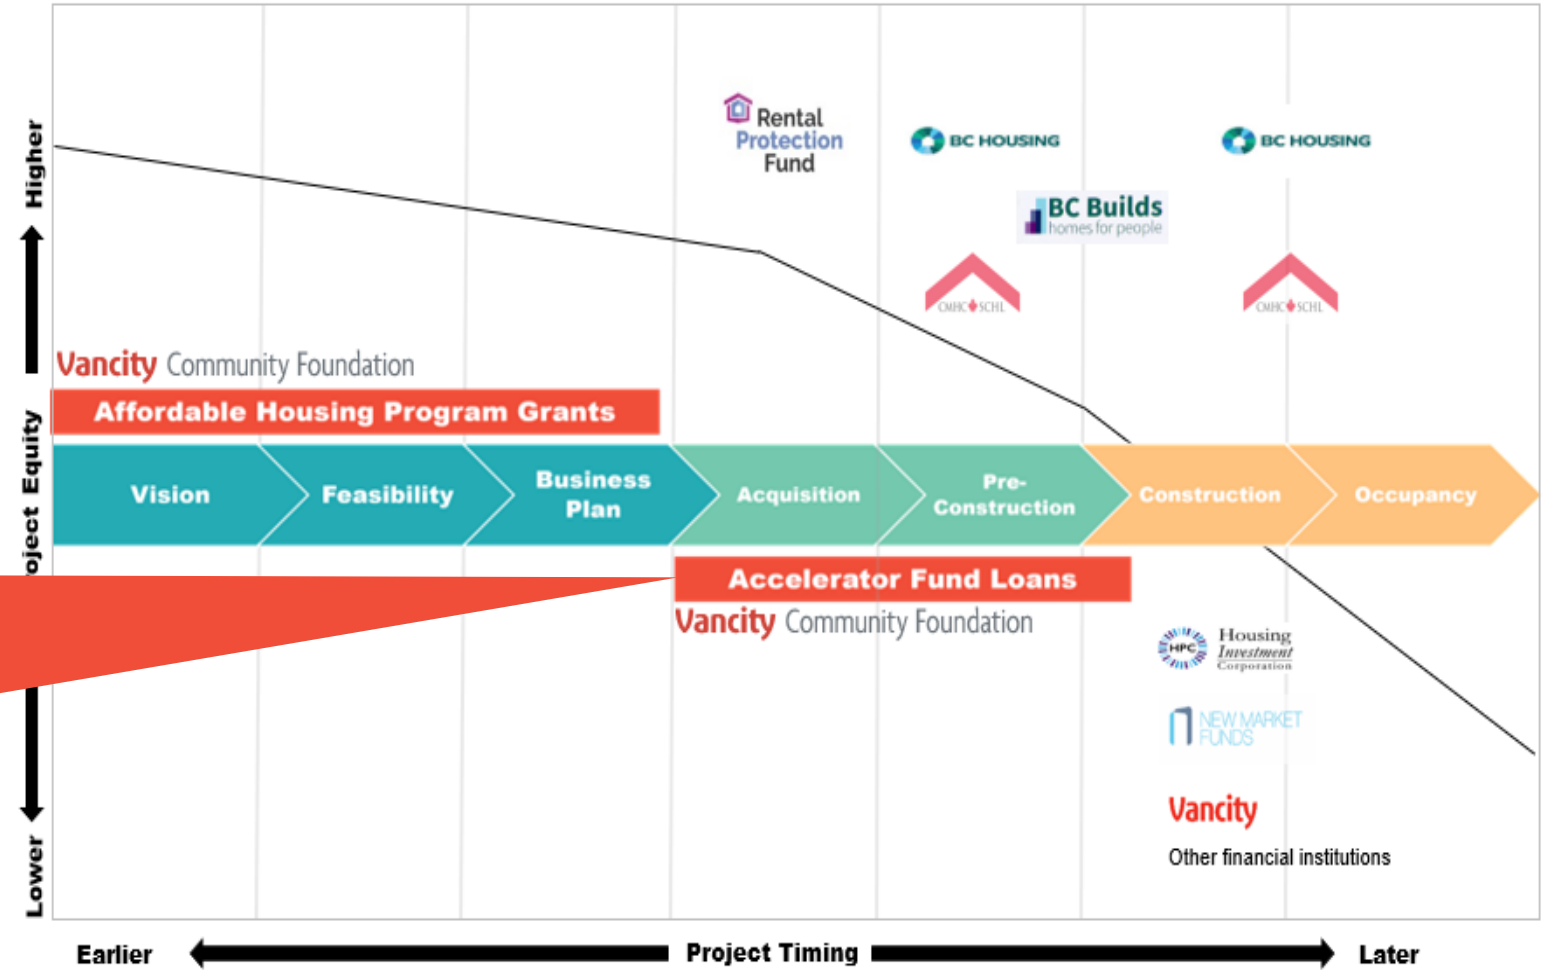 Higher
Project Equity
Lower
Rental
Protection
Fund
BC HOUSING
BC HOUSING
BC Builds
homes for people
CMHC SCHL
CMHC SCHL
Vancity Community Foundation
Affordable Housing Program Grants
Vision
Feasibility
Business
Plan
Acquisition
Pre-
Construction
Construction
Occupancy
Accelerator Fund Loans
Vancity Community Foundation
HPC
Housing
Investment
Corporation
NEW MARKET
FUNDS
Vancity
Other financial institutions
Earlier
Project Timing
Later